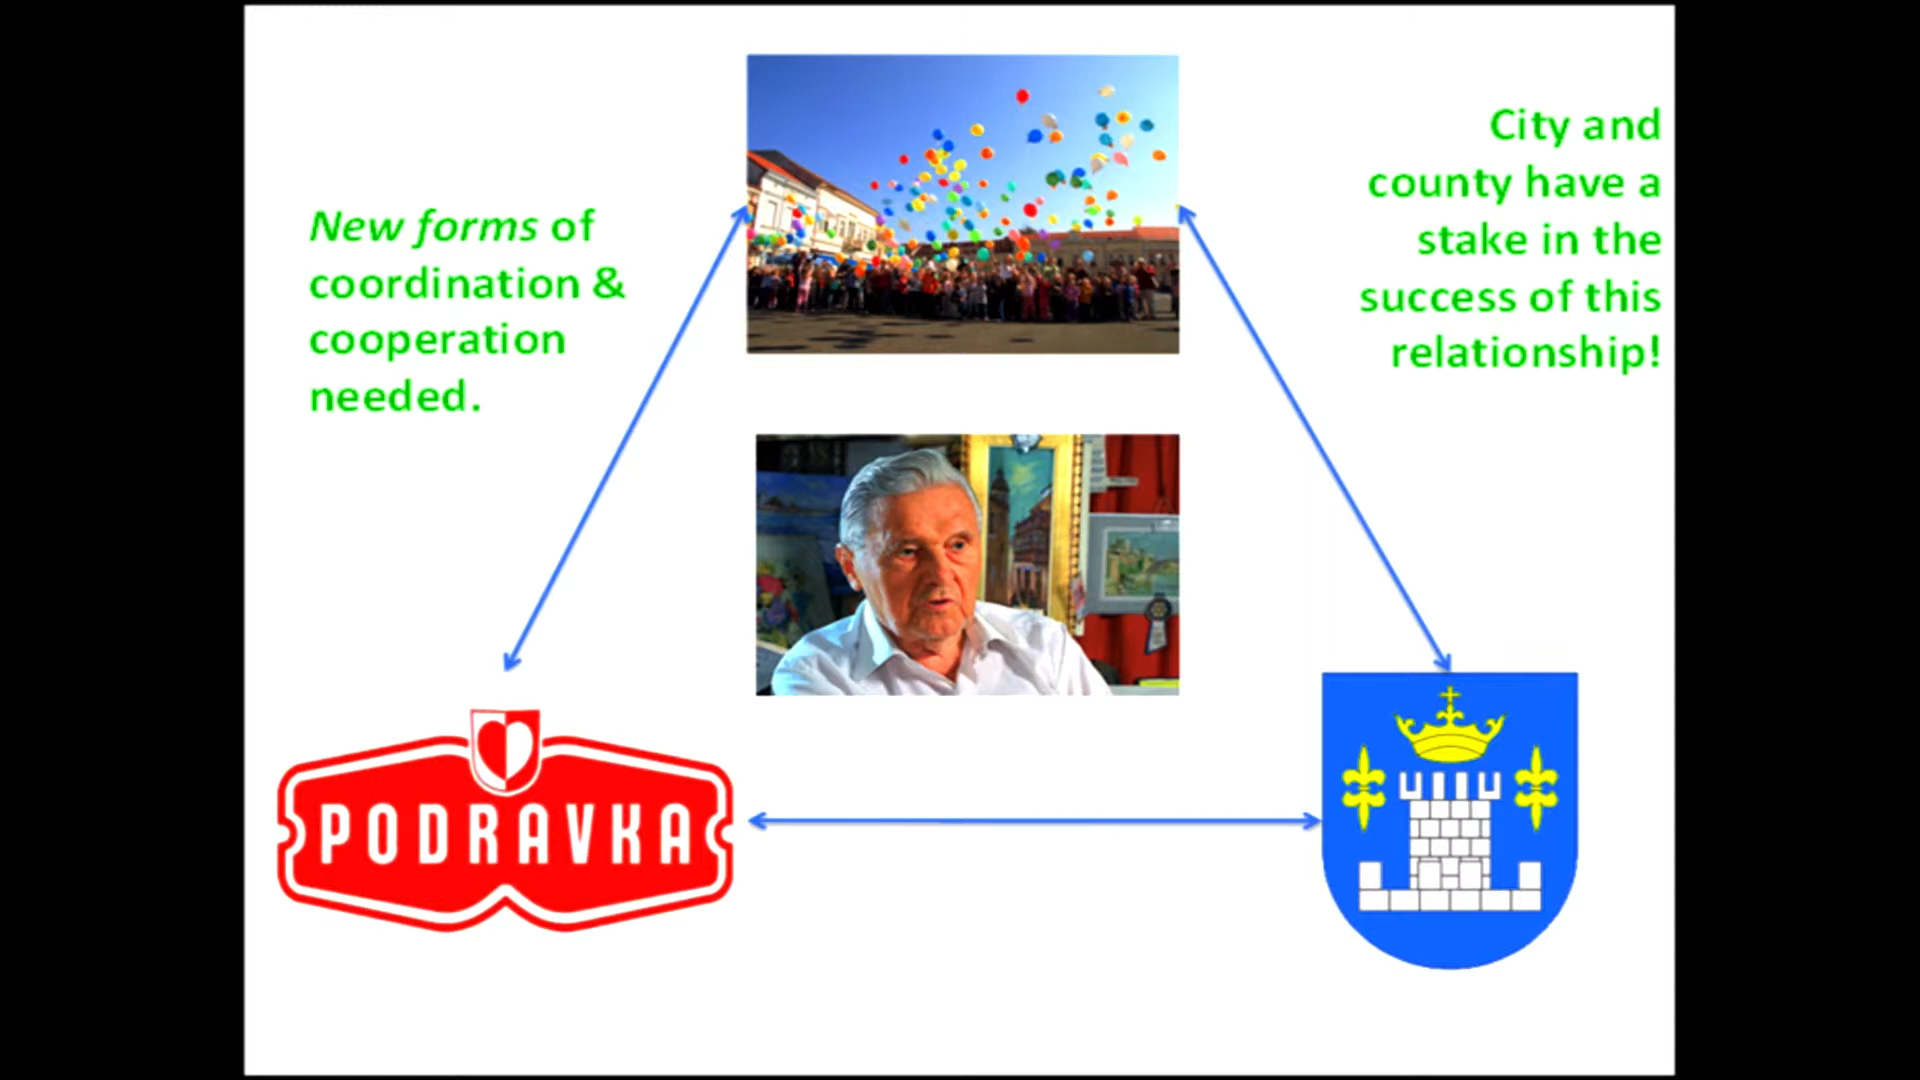 New forms of
coordination &
cooperation
needed.
City and
county have a
stake in the
success of this
relationship!
PODRAVKA